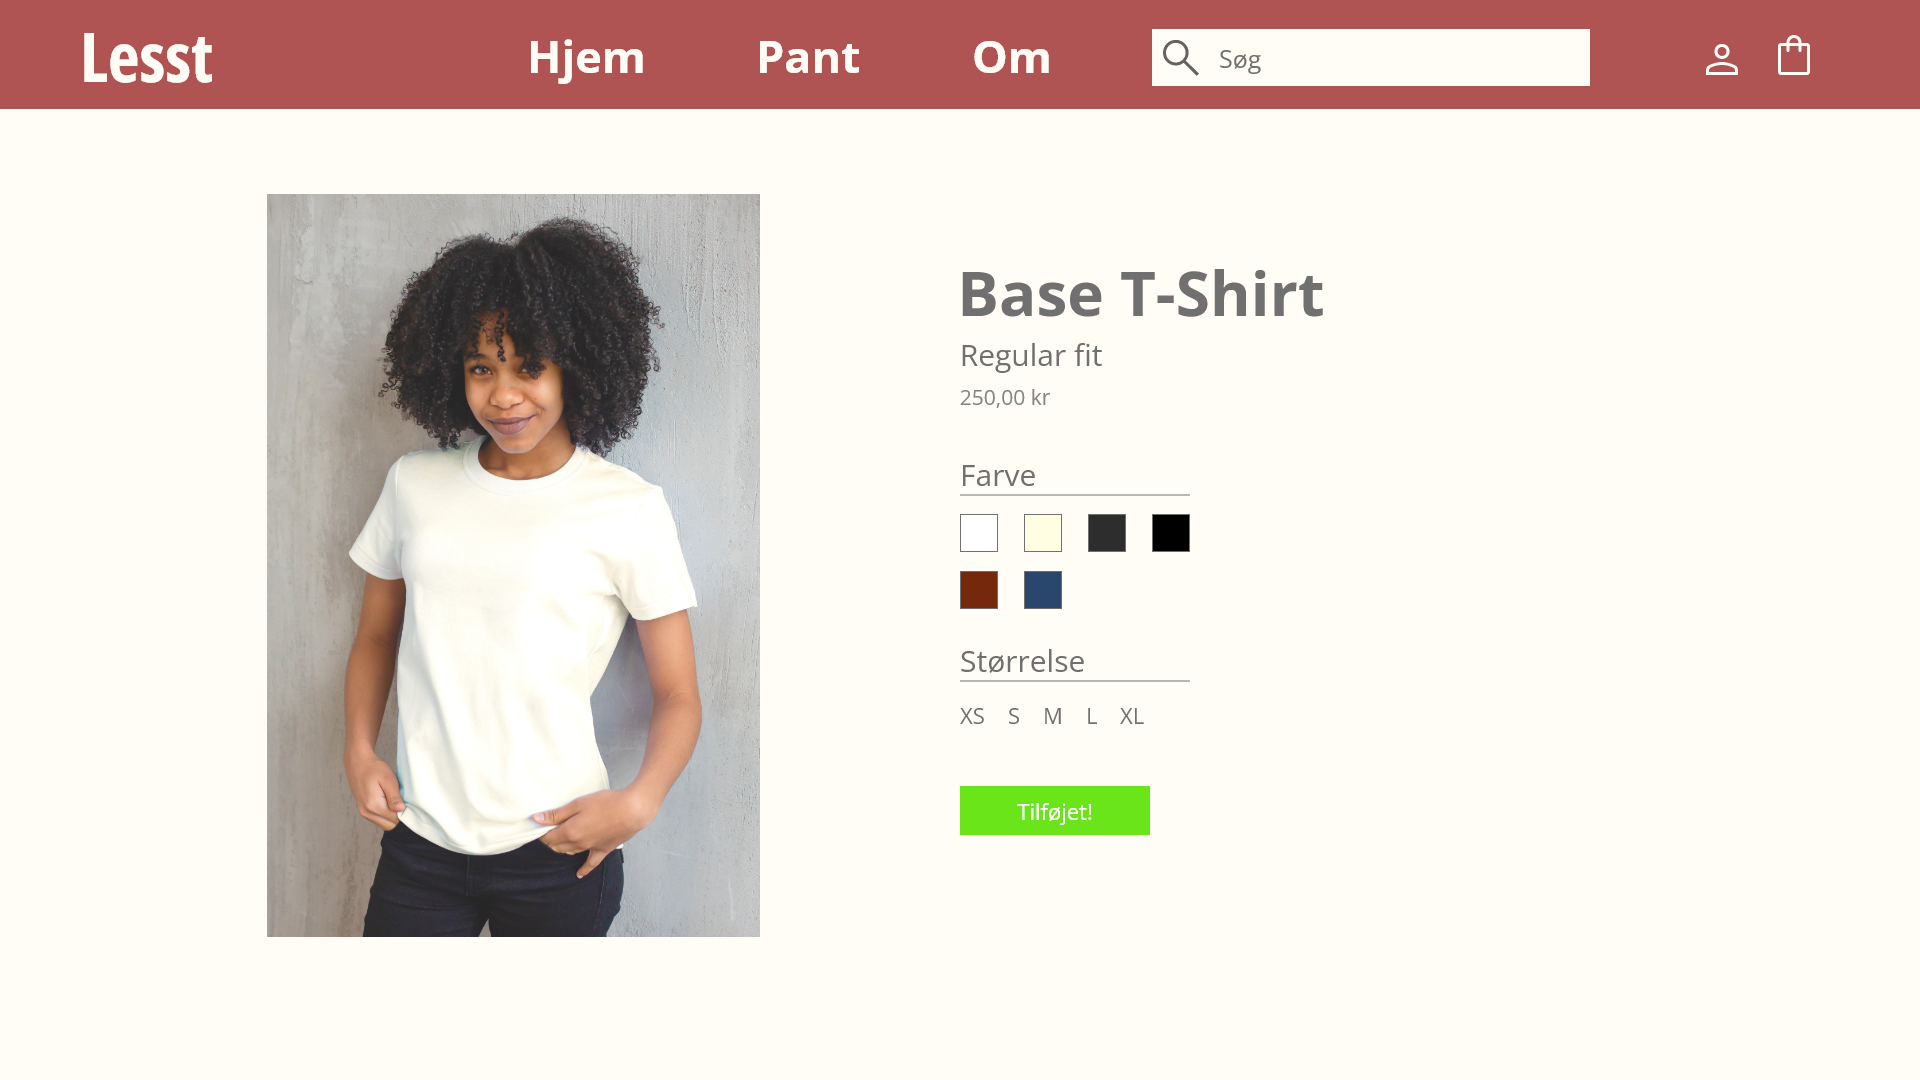 Lesst
Hjem
Pant
Om
Søg
Base T-Shirt
Regular fit
250,00 kr
Farve
Størrelse
XS S M L XL
Tilføjet!